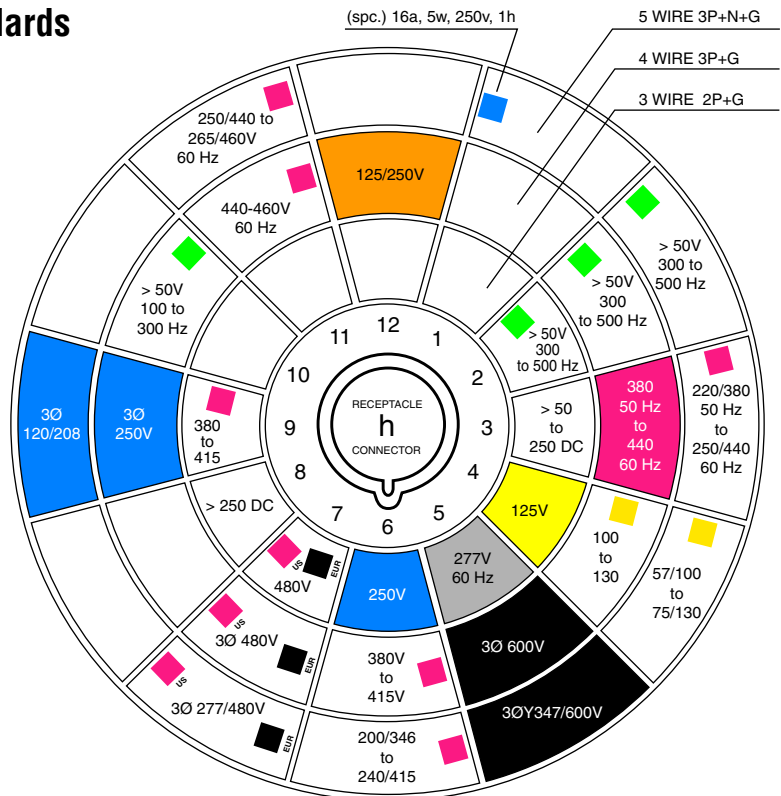 dards
(spc.) 16a, 5w, 250v, 1h
5 WIRE 3P+N+G
4 WIRE 3P+G
3 WIRE 2P+G
250/440 to
265/460V
60 Hz
440-460V
60 Hz
125/250V
> 50V
300 to
500 Hz
> 50V
300
to 500 Hz
> 50V
300
to 500 Hz
> 50V
100 to
300 Hz
11
12
1
10
2
9
3
8
4
7
6
5
RECEPTACLE
h
CONNECTOR
3Ø
120/208
3Ø
250V
380
to
415
> 50
to
250 DC
380
50 Hz
to
440
60 Hz
220/380
50 Hz
to
250/440
60 Hz
> 250 DC
125V
100
to
130
57/100
to
75/130
US
EUR
480V
250V
277V
60 Hz
US
3Ø 480V
EUR
380V
to
415V
3Ø 600V
US
3Ø 277/480V
EUR
200/346
to
240/415
3ØY347/600V